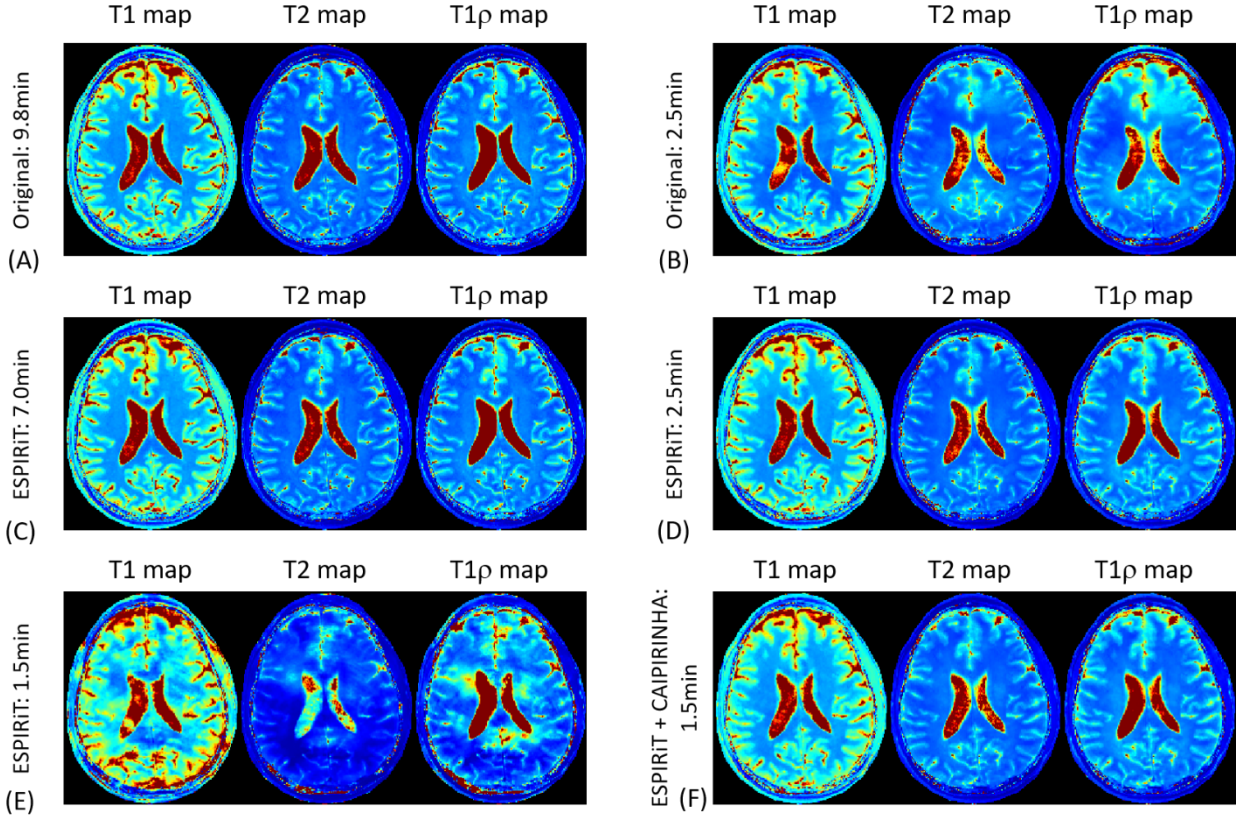 T1 map T2 map T1ρ map
Original: 9.8min
(A)
T1 map T2 map T1ρ map
Original: 2.5min
(B)
T1 map T2 map T1ρ map
ESPIRiT: 7.0min
(C)
T1 map T2 map T1ρ map
ESPIRiT: 2.5min
(D)
T1 map T2 map T1ρ map
ESPIRiT: 1.5min
(E)
T1 map T2 map T1ρ map
ESPIRiT + CAIPIRINHA:
1.5min
(F)